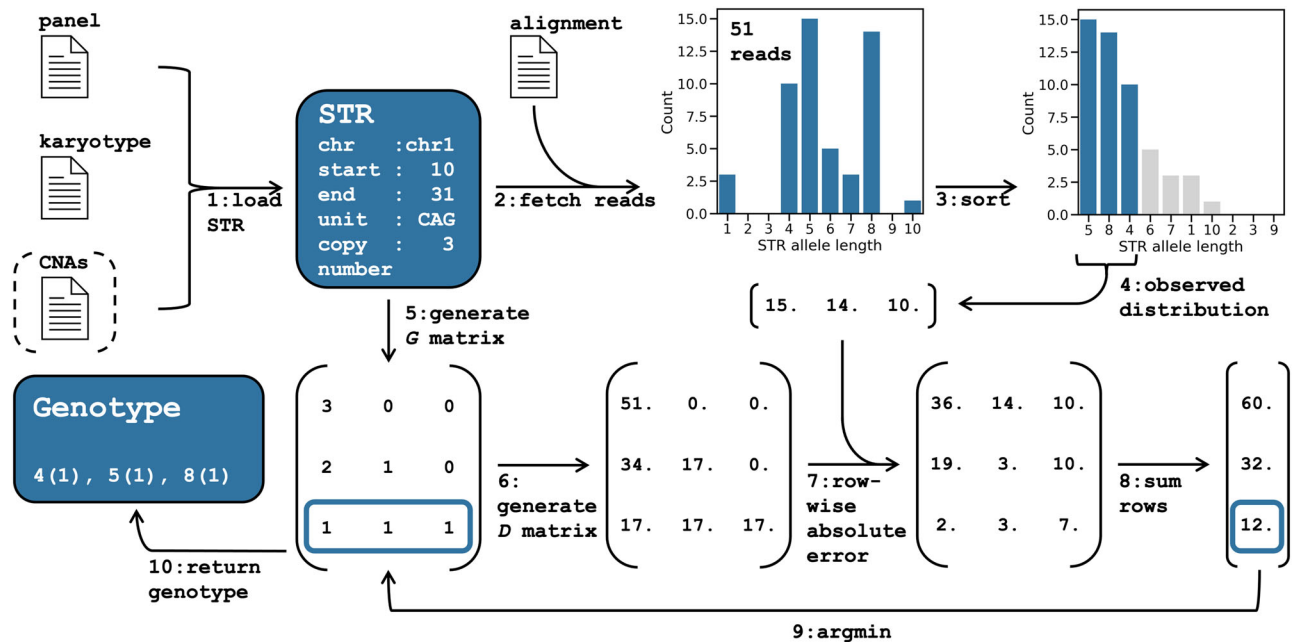 panel
karyotype
CNAs
1:load
STR
STR
chr :chr1
start : 10
end : 31
unit : CAG
copy : 3
number
alignment
2:fetch reads
51
reads
Count
15.0
12.5
10.0
7.5
5.0
2.5
0.0
1 2 3 4 5 6 7 8 9 10
STR allele length
3:sort
Count
15.0
12.5
10.0
7.5
5.0
2.5
0.0
5 8 4 6 7 1 10 2 3 9
STR allele length
4:observed
distribution
15. 14. 10.
5:generate
G matrix
3 0 0
2 1 0
1 1 1
6:
generate
D matrix
51. 0. 0.
34. 17. 0.
17. 17. 17.
7:row-
wise
absolute
error
36. 14. 10.
19. 3. 10.
2. 3. 7.
8:sum
rows
60.
32.
12.
9:argmin
10:return
genotype
Genotype
4(1), 5(1), 8(1)